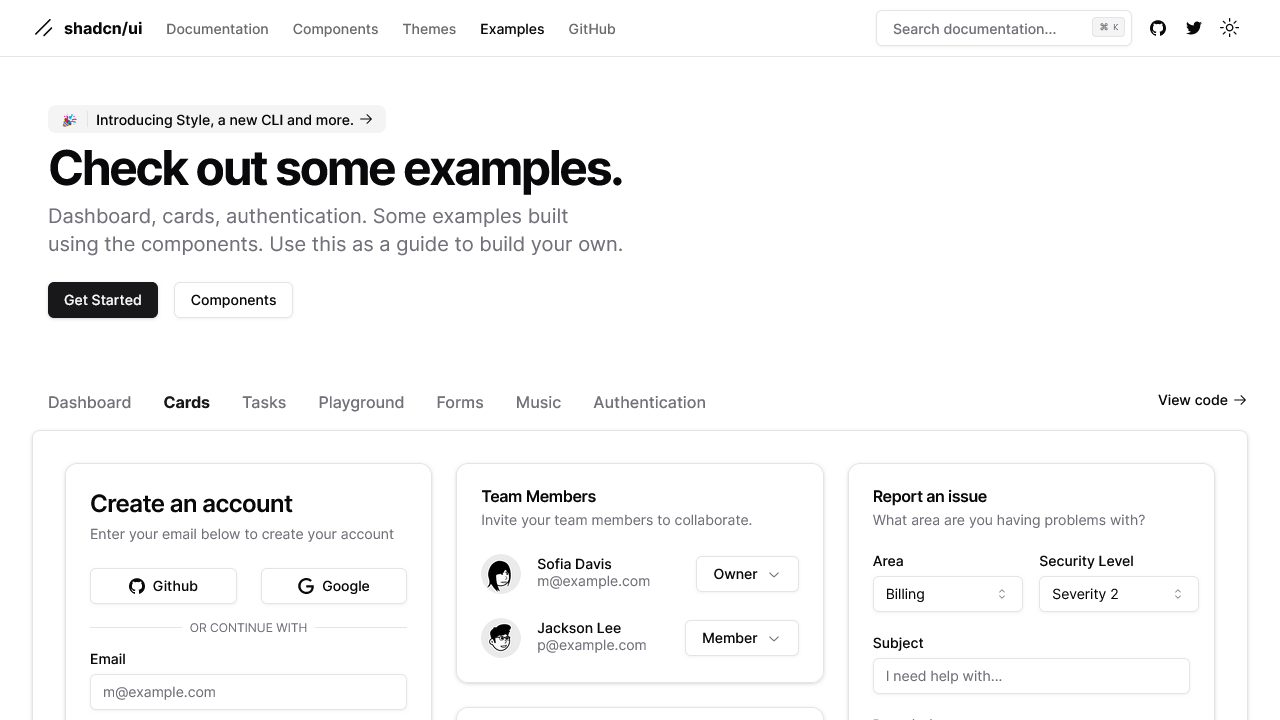 shadcn/ui Documentation Components Themes Examples GitHub Search documentation... ⌘ K
Introducing Style, a new CLI and more.
Check out some examples.
Dashboard, cards, authentication. Some examples built
using the components. Use this as a guide to build your own.
Get Started Components
Dashboard Cards Tasks Playground Forms Music Authentication View code
Create an account
Enter your email below to create your account
Github Google
OR CONTINUE WITH
Email
m@example.com
Team Members
Invite your team members to collaborate.
Sofia Davis
m@example.com
Owner
Jackson Lee
p@example.com
Member
Report an issue
What area are you having problems with?
Area Security Level
Billing Severity 2
Subject
I need help with...